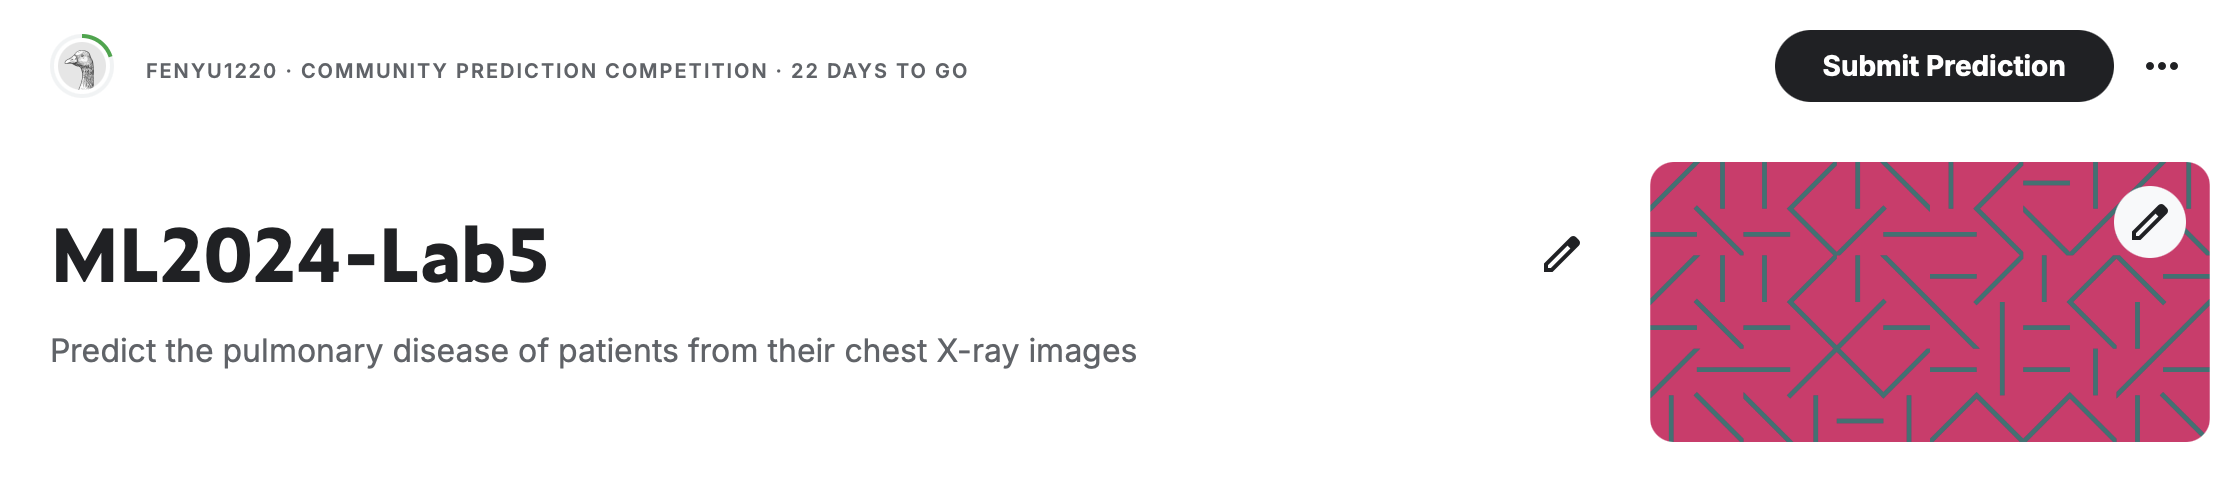 FENYU1220 · COMMUNITY PREDICTION COMPETITION · 22 DAYS TO GO
Submit Prediction
ML2024-Lab5
Predict the pulmonary disease of patients from their chest X-ray images